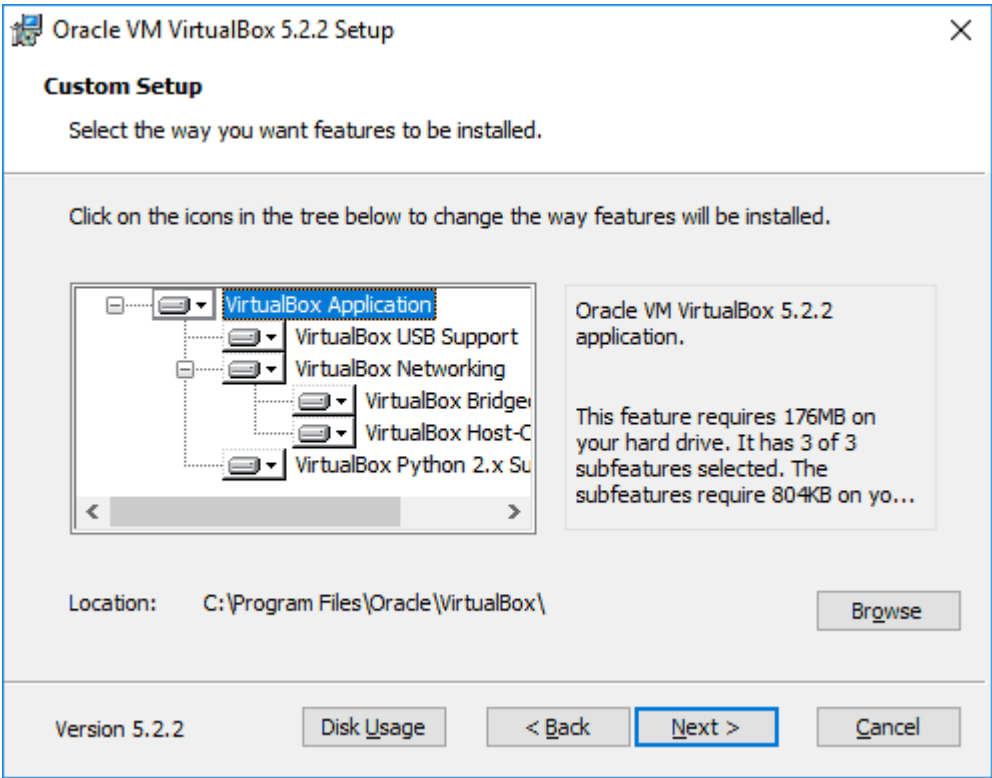 Oracle VM VirtualBox 5.2.2 Setup
Custom Setup
Select the way you want features to be installed.
Click on the icons in the tree below to change the way features will be installed.
VirtualBox Application
VirtualBox USB Support
VirtualBox Networking
VirtualBox Bridge
VirtualBox Host-C
VirtualBox Python 2.x Su
Oracle VM VirtualBox 5.2.2
application.
This feature requires 176MB on
your hard drive. It has 3 of 3
subfeatures selected. The
subfeatures require 804KB on yo...
Location: C:\Program Files\Oracle\VirtualBox\
Browse
Version 5.2.2
Disk Usage
< Back
Next >
Cancel